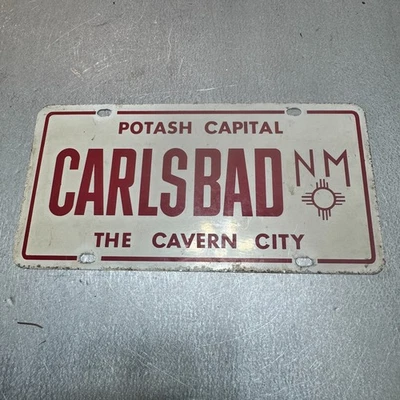 POTASH CAPITAL
CARLSBAD NM
THE CAVERN CITY